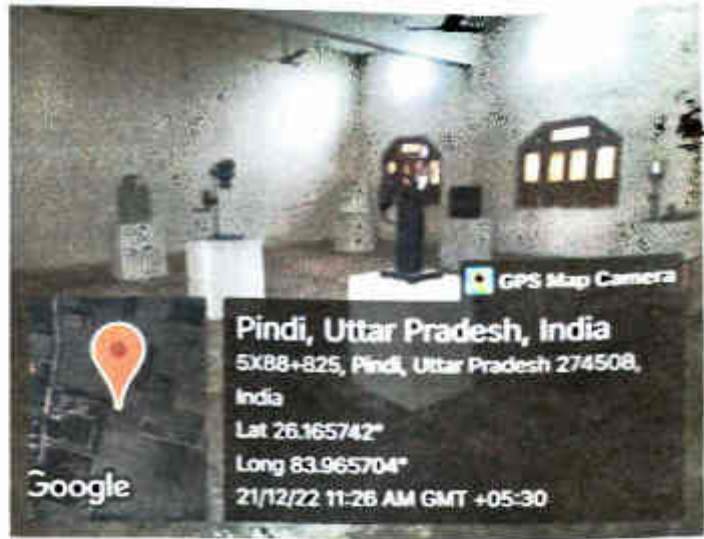 GPS Map Camera
Pindi, Uttar Pradesh, India
5X88+825, Pindi, Uttar Pradesh 274508,
India
Lat 26.165742°
Long 83.965704°
21/12/22 11:26 AM GMT +05:30
Google